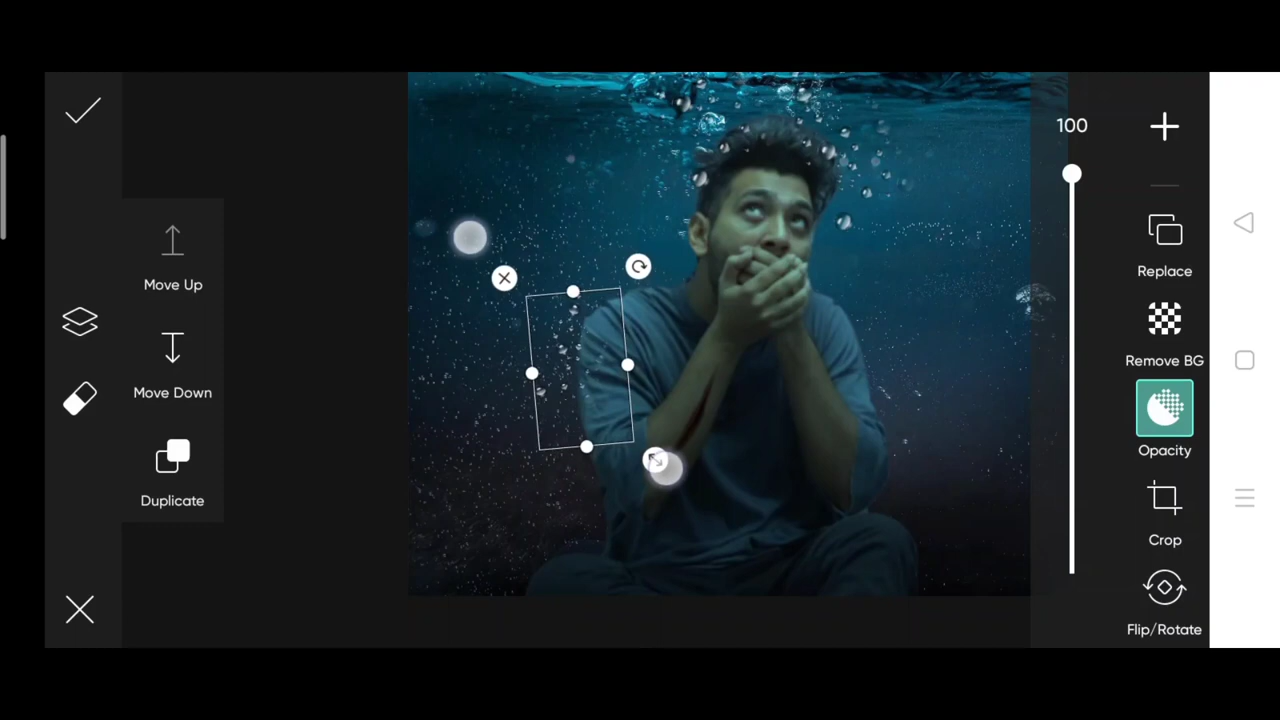 100
Move Up
Replace
Remove BG
Move Down
Opacity
Duplicate
Crop
Flip/Rotate